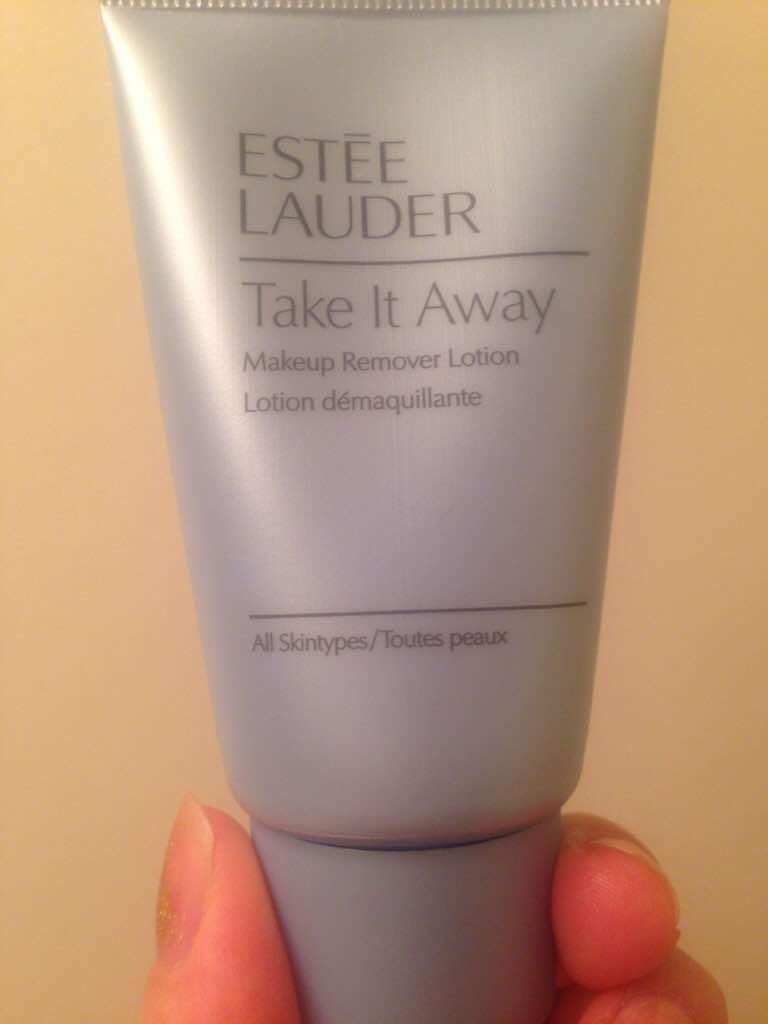 ESTĒE
LAUDER
Take It Away
Makeup Remover Lotion
Lotion démaquillante
All Skintypes/Toutes peaux